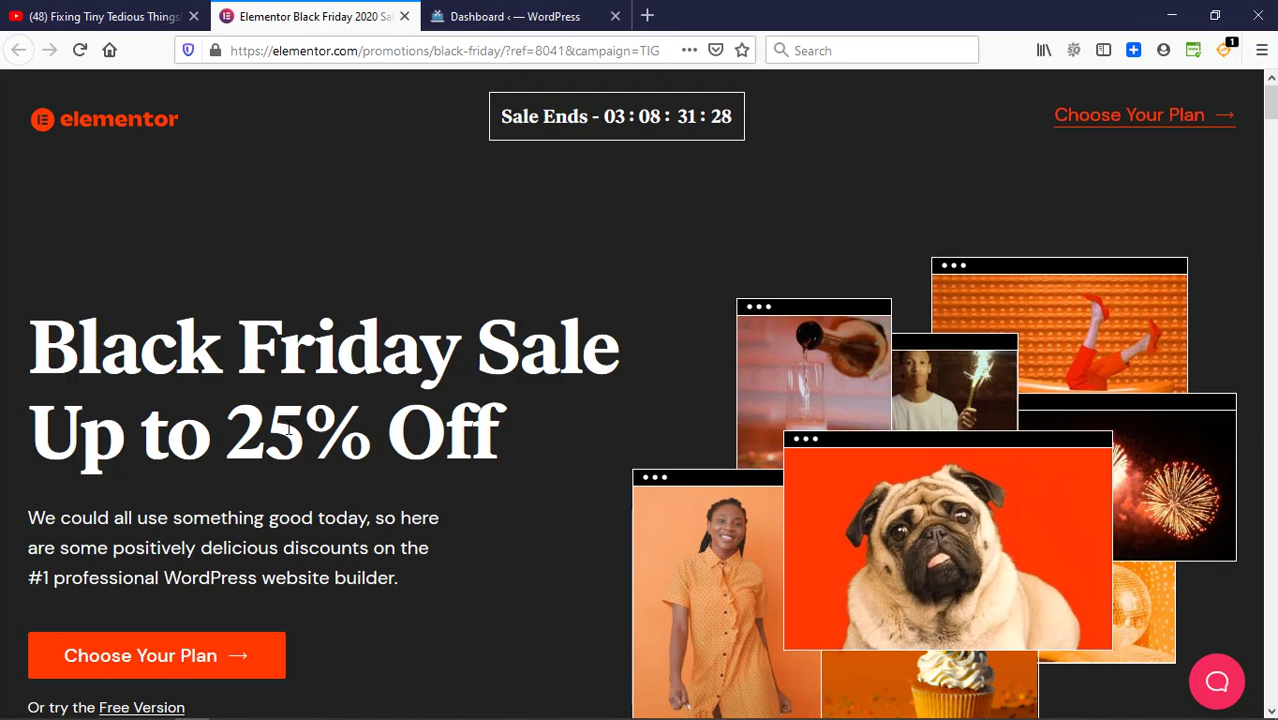 (48) Fixing Tiny Tedious Things!
Elementor Black Friday 2020 Sal
Dashboard ‹ — WordPress
https://elementor.com/promotions/black-friday/?ref=8041&campaign=TIG
Search
1
elementor
Sale Ends - 03 : 08 : 31 : 28
Choose Your Plan →
Black Friday Sale
Up to 25% Off
We could all use something good today, so here
are some positively delicious discounts on the
#1 professional WordPress website builder.
Choose Your Plan →
Or try the Free Version